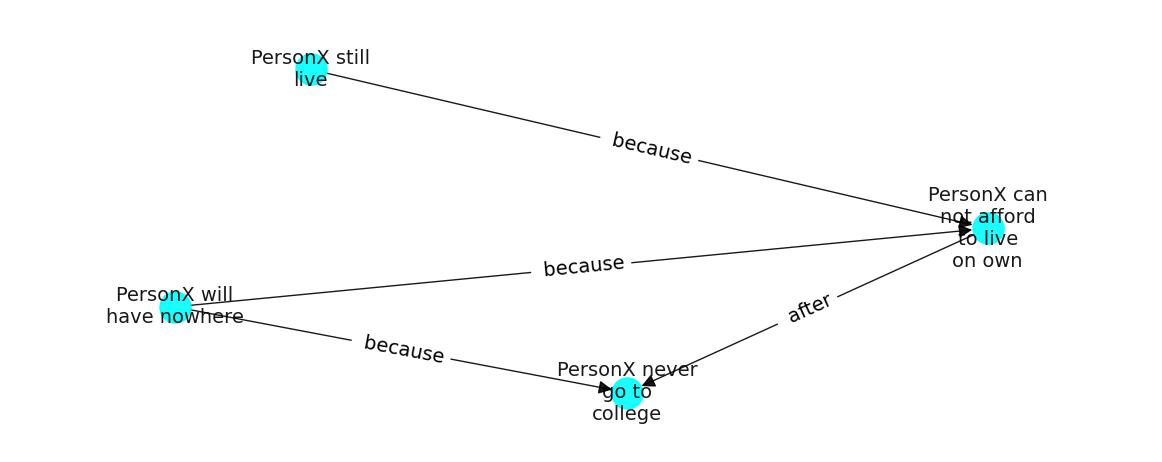 PersonX still
live
because
PersonX can
not afford
to live
on own
because
PersonX will
have nowhere
after
because
PersonX never
go to
college